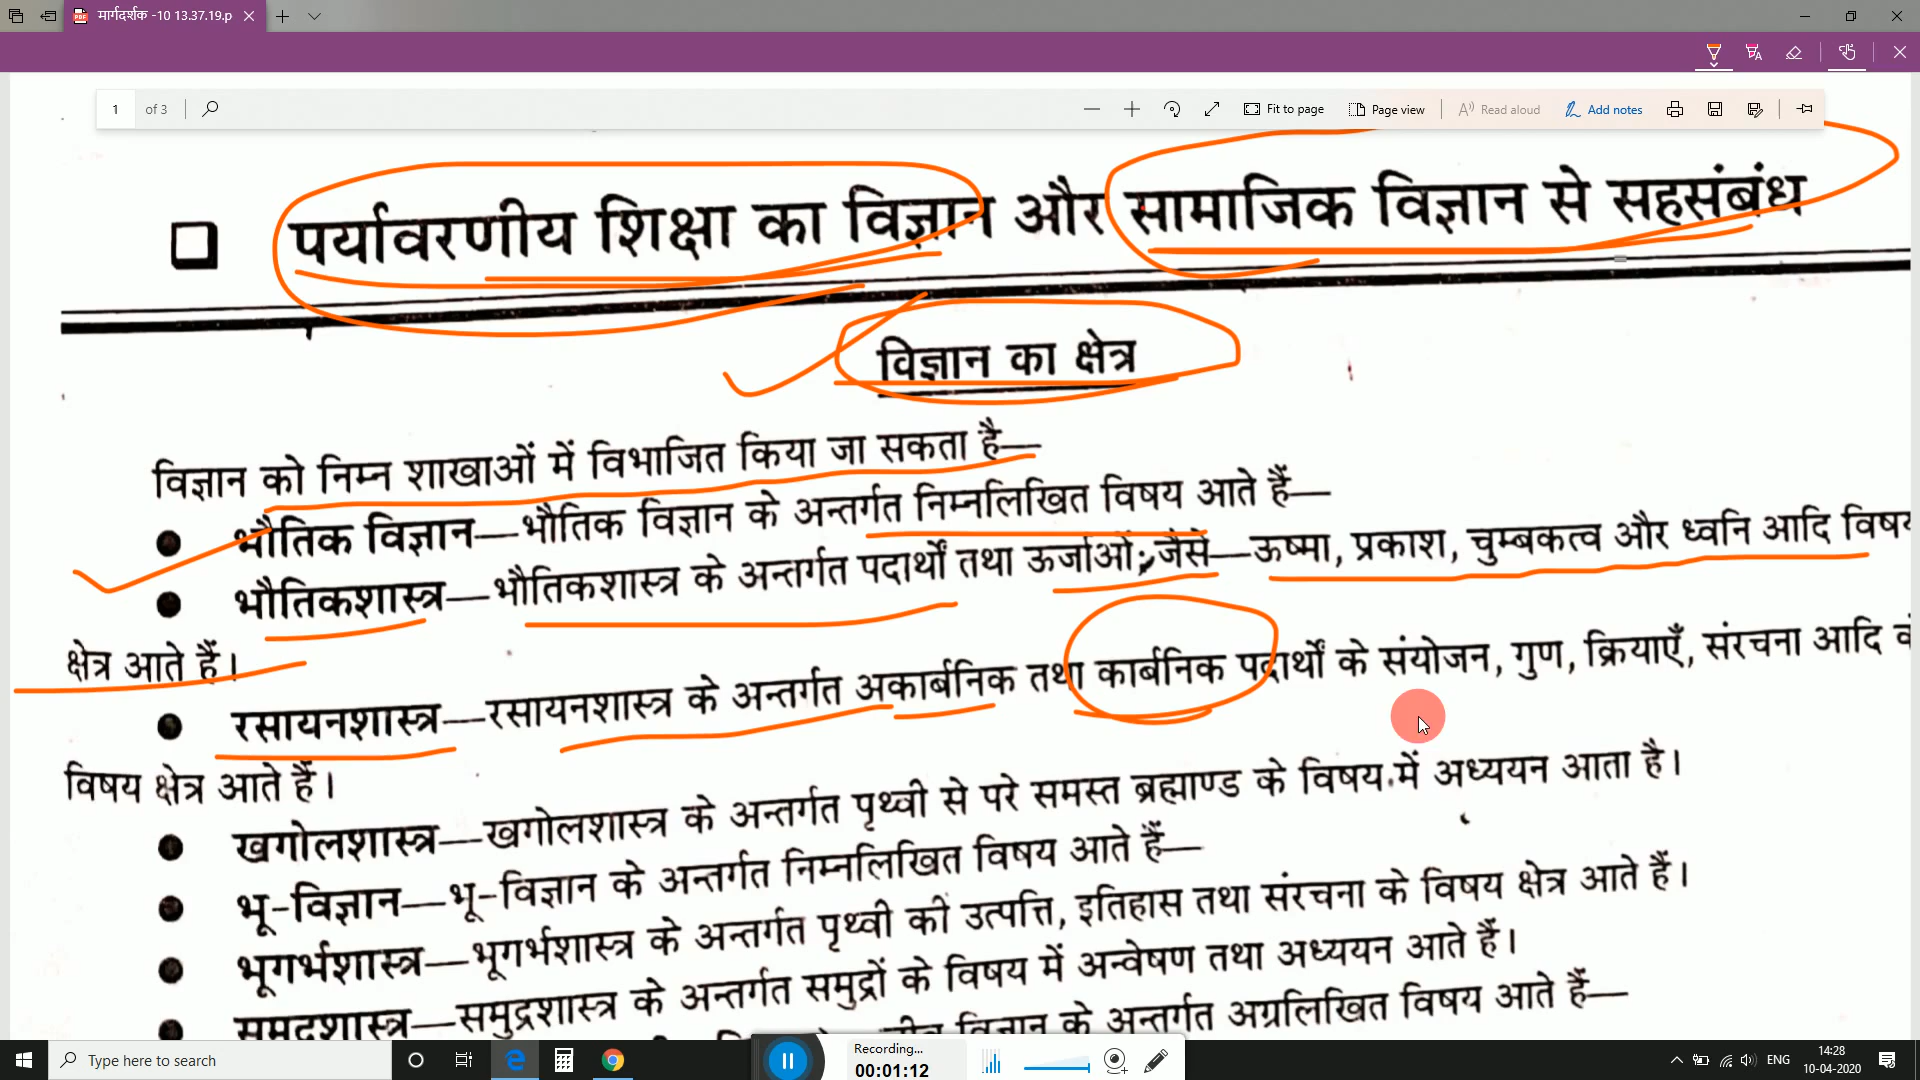 मार्गदर्शक -10 13.37.19.p
1 of 3
Fit to page
Page view
Read aloud
Add notes
पर्यावरणीय शिक्षा का विज्ञान और सामाजिक विज्ञान से सहसंबंध
विज्ञान का क्षेत्र
विज्ञान को निम्न शाखाओं में विभाजित किया जा सकता है—
● भौतिक विज्ञान—भौतिक विज्ञान के अन्तर्गत निम्नलिखित विषय आते हैं—
● भौतिकशास्त्र—भौतिकशास्त्र के अन्तर्गत पदार्थों तथा ऊर्जाओं, जैसे—ऊष्मा, प्रकाश, चुम्बकत्व और ध्वनि आदि विषय
क्षेत्र आते हैं।
● रसायनशास्त्र—रसायनशास्त्र के अन्तर्गत अकार्बनिक तथा कार्बनिक पदार्थों के संयोजन, गुण, क्रियाएँ, संरचना आदि
विषय क्षेत्र आते हैं।
● खगोलशास्त्र—खगोलशास्त्र के अन्तर्गत पृथ्वी से परे समस्त ब्रह्माण्ड के विषय में अध्ययन आता है।
● भू-विज्ञान—भू-विज्ञान के अन्तर्गत निम्नलिखित विषय आते हैं—
● भूगर्भशास्त्र—भूगर्भशास्त्र के अन्तर्गत पृथ्वी की उत्पत्ति, इतिहास तथा संरचना के विषय क्षेत्र आते हैं।
● समुद्रशास्त्र—समुद्रशास्त्र के अन्तर्गत समुद्रों के विषय में अन्वेषण तथा अध्ययन आते हैं।
विज्ञान के अन्तर्गत अग्रलिखित विषय आते हैं—
Type here to search
Recording...
00:01:12
ENG
14:28
10-04-2020